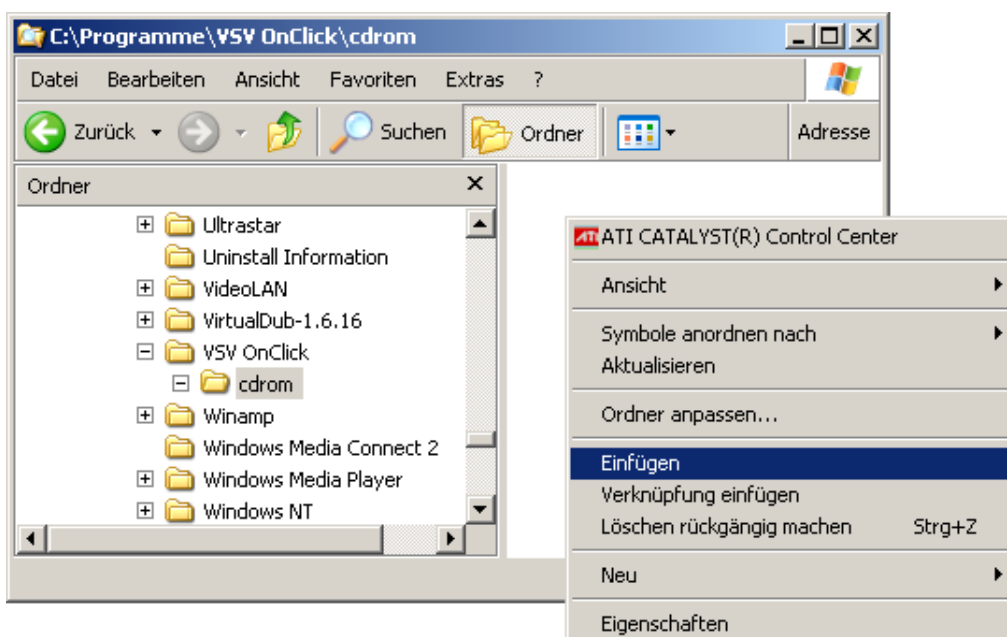 C:\Programme\VSV OnClick\cdrom
Datei Bearbeiten Ansicht Favoriten Extras ?
Zurück Suchen Ordner Adresse
Ordner
Ultrastar
Uninstall Information
VideoLAN
VirtualDub-1.6.16
VSV OnClick
cdrom
Winamp
Windows Media Connect 2
Windows Media Player
Windows NT
ATI ATI CATALYST(R) Control Center
Ansicht
Symbole anordnen nach
Aktualisieren
Ordner anpassen...
Einfügen
Verknüpfung einfügen
Löschen rückgängig machen Strg+Z
Neu
Eigenschaften